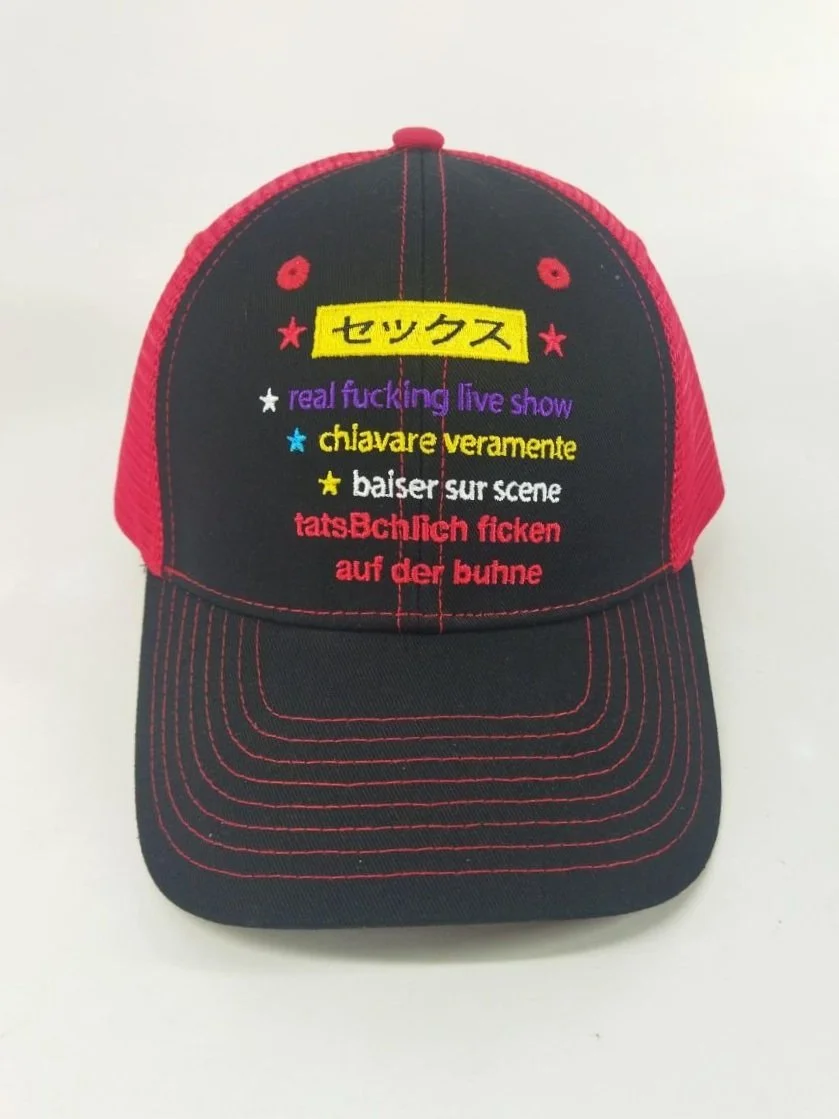 セックス
real fucking live show
chiavare veramente
baiser sur scene
tatsBchlich ficken
auf der buhne